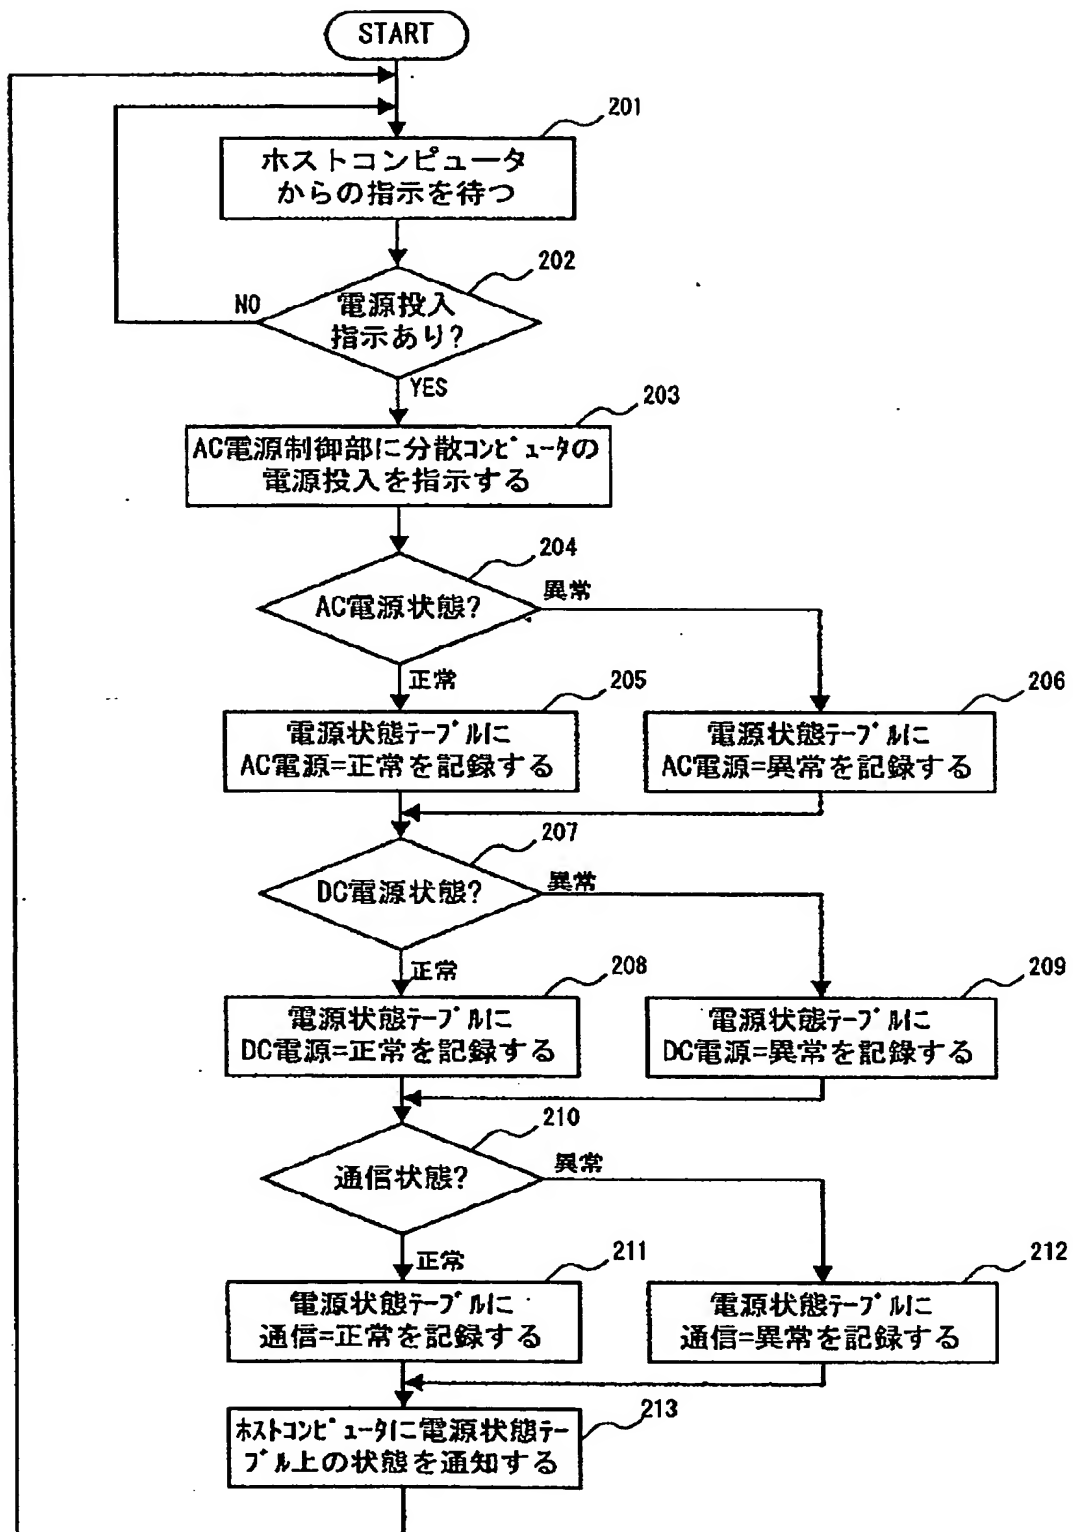 START
201
ホストコンピュータ
からの指示を待つ
202
NO
電源投入
指示あり?
YES
203
AC電源制御部に分散ｺﾝﾋﾟｭｰﾀの
電源投入を指示する
204
AC電源状態?
異常
正常
205
電源状態ﾃｰﾌﾞﾙに
AC電源=正常を記録する
206
電源状態ﾃｰﾌﾞﾙに
AC電源=異常を記録する
207
DC電源状態?
異常
正常
208
電源状態ﾃｰﾌﾞﾙに
DC電源=正常を記録する
209
電源状態ﾃｰﾌﾞﾙに
DC電源=異常を記録する
210
通信状態?
異常
正常
211
電源状態ﾃｰﾌﾞﾙに
通信=正常を記録する
212
電源状態ﾃｰﾌﾞﾙに
通信=異常を記録する
213
ﾎｽﾄｺﾝﾋﾟｭｰﾀに電源状態ﾃｰ
ﾌﾞﾙ上の状態を通知する